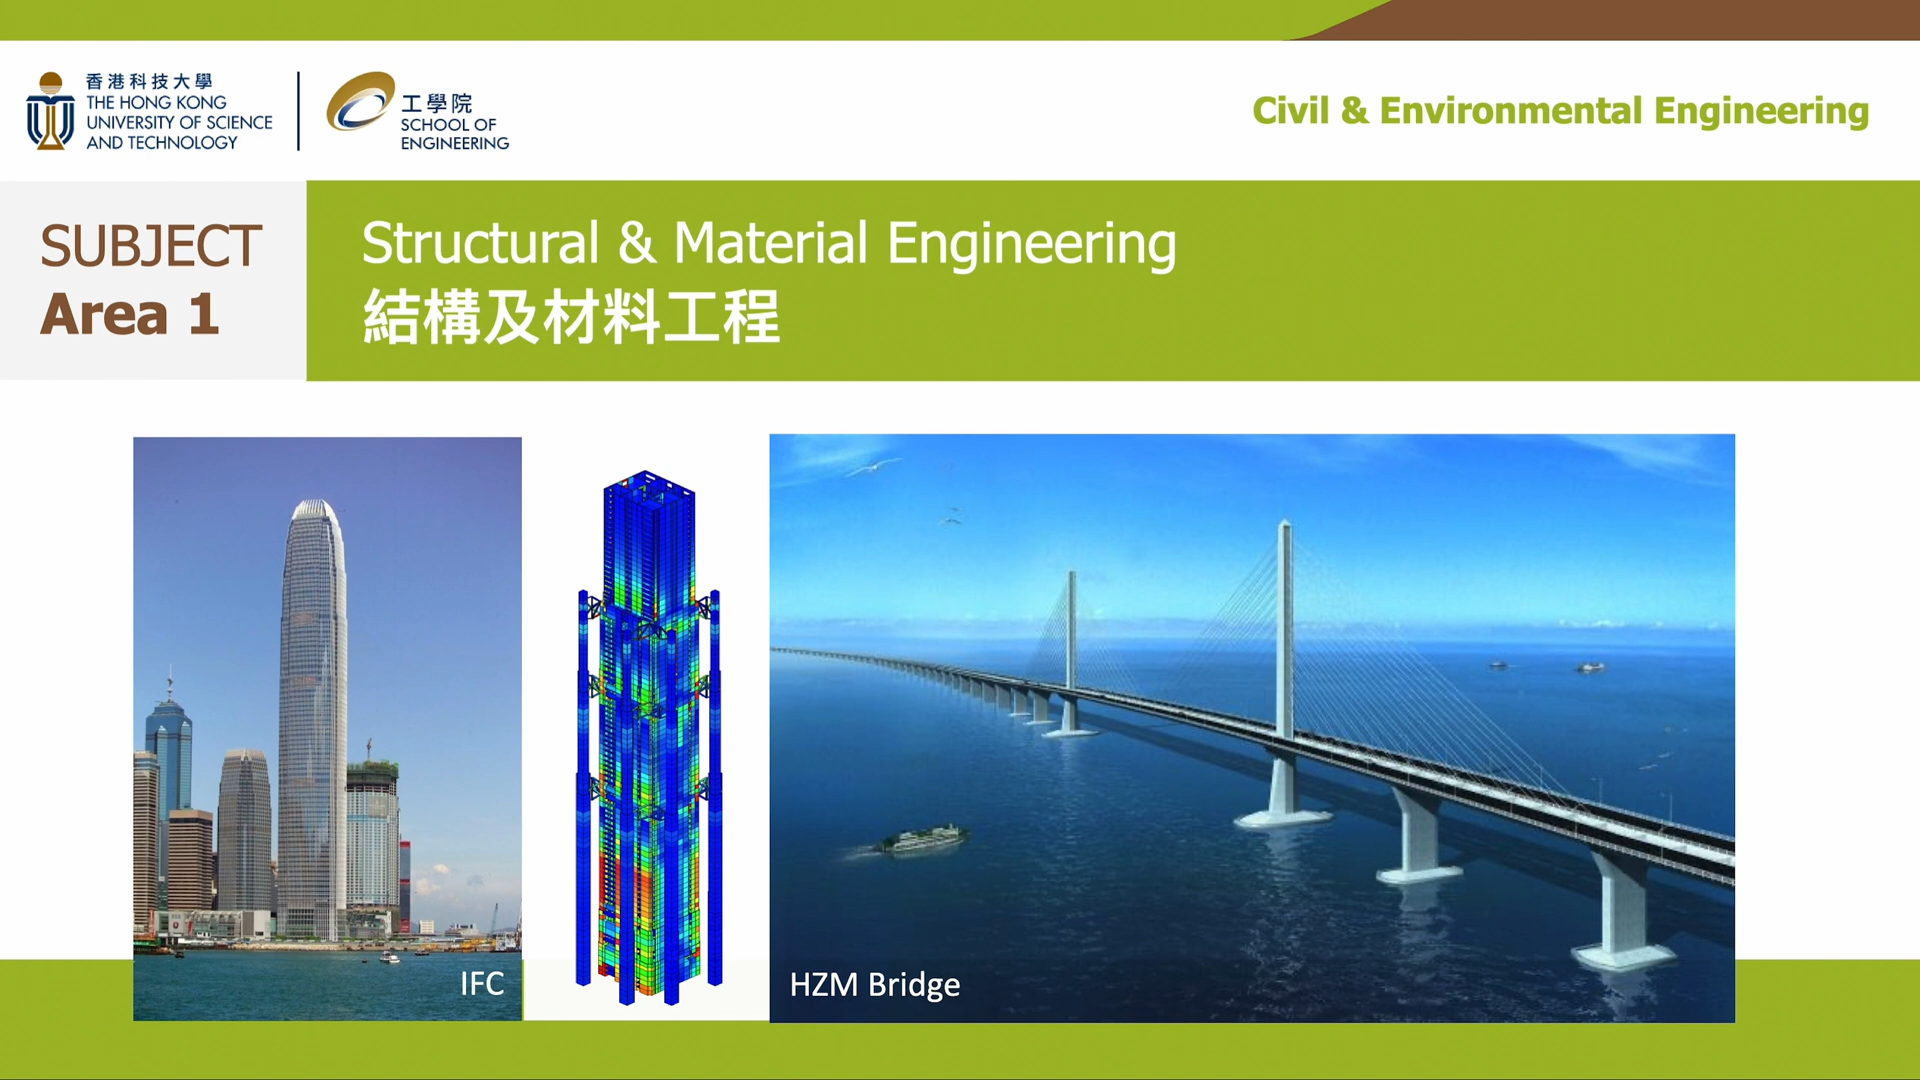 香港科技大學
THE HONG KONG
UNIVERSITY OF SCIENCE
AND TECHNOLOGY
工學院
SCHOOL OF
ENGINEERING
Civil & Environmental Engineering
SUBJECT
Area 1
Structural & Material Engineering
結構及材料工程
IFC
HZM Bridge